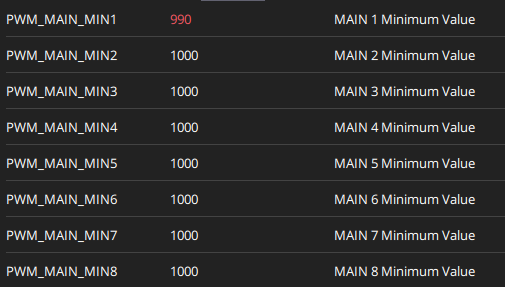 PWM_MAIN_MIN1 990 MAIN 1 Minimum Value
PWM_MAIN_MIN2 1000 MAIN 2 Minimum Value
PWM_MAIN_MIN3 1000 MAIN 3 Minimum Value
PWM_MAIN_MIN4 1000 MAIN 4 Minimum Value
PWM_MAIN_MIN5 1000 MAIN 5 Minimum Value
PWM_MAIN_MIN6 1000 MAIN 6 Minimum Value
PWM_MAIN_MIN7 1000 MAIN 7 Minimum Value
PWM_MAIN_MIN8 1000 MAIN 8 Minimum Value